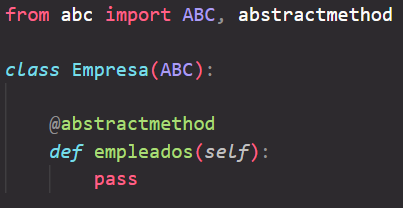 from abc import ABC, abstractmethod
class Empresa(ABC):
@abstractmethod
def empleados(self):
pass